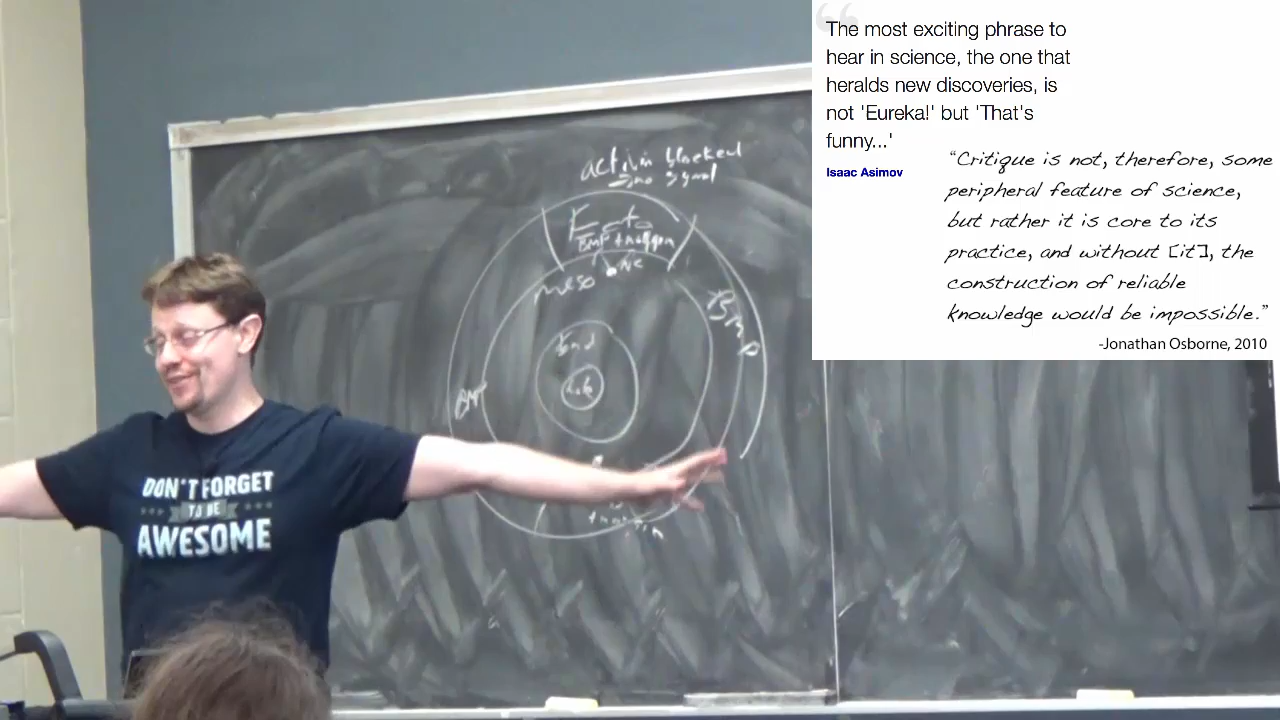 “
The most exciting phrase to
hear in science, the one that
heralds new discoveries, is
not 'Eureka!' but 'That's
funny...'
Isaac Asimov
“Critique is not, therefore, some
peripheral feature of science,
but rather it is core to its
practice, and without [it], the
construction of reliable
knowledge would be impossible.”
-Jonathan Osborne, 2010
activin blocked
no signal
Ecto
BMP + noggin
NC
meso
BMP
End
DON'T FORGET
TO BE
AWESOME